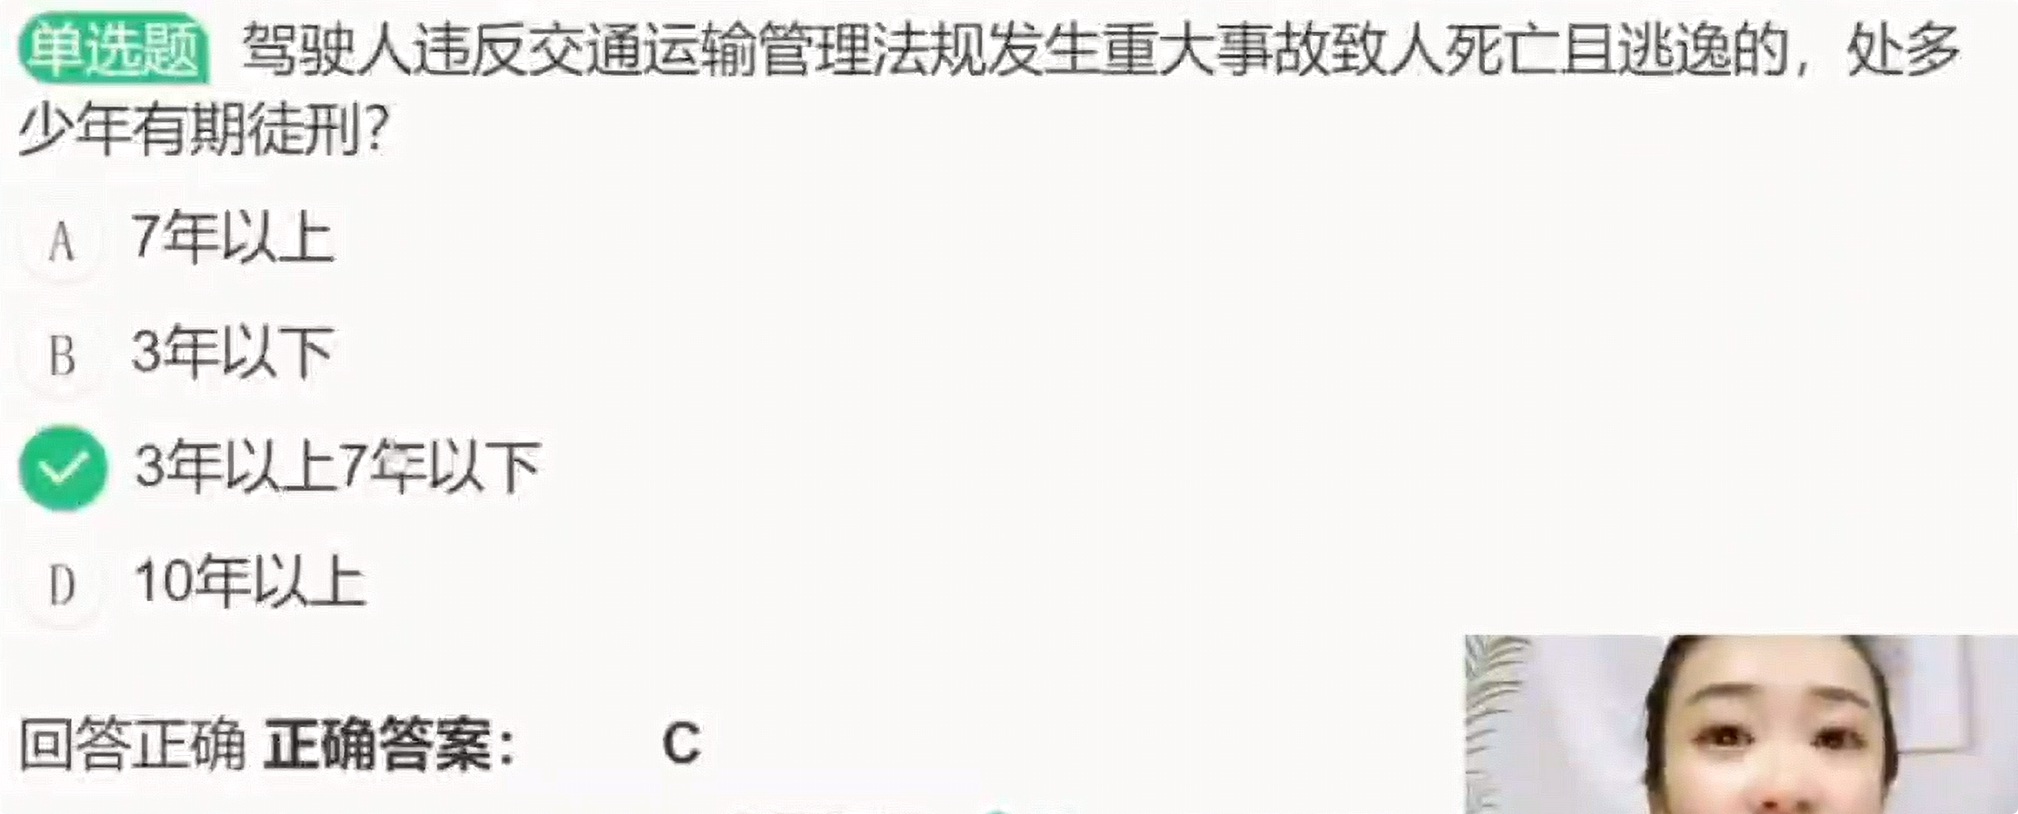 单选题 驾驶人违反交通运输管理法规发生重大事故致人死亡且逃逸的，处多
少年有期徒刑？
A 7年以上
B 3年以下
3年以上7年以下
D 10年以上
回答正确 正确答案： C